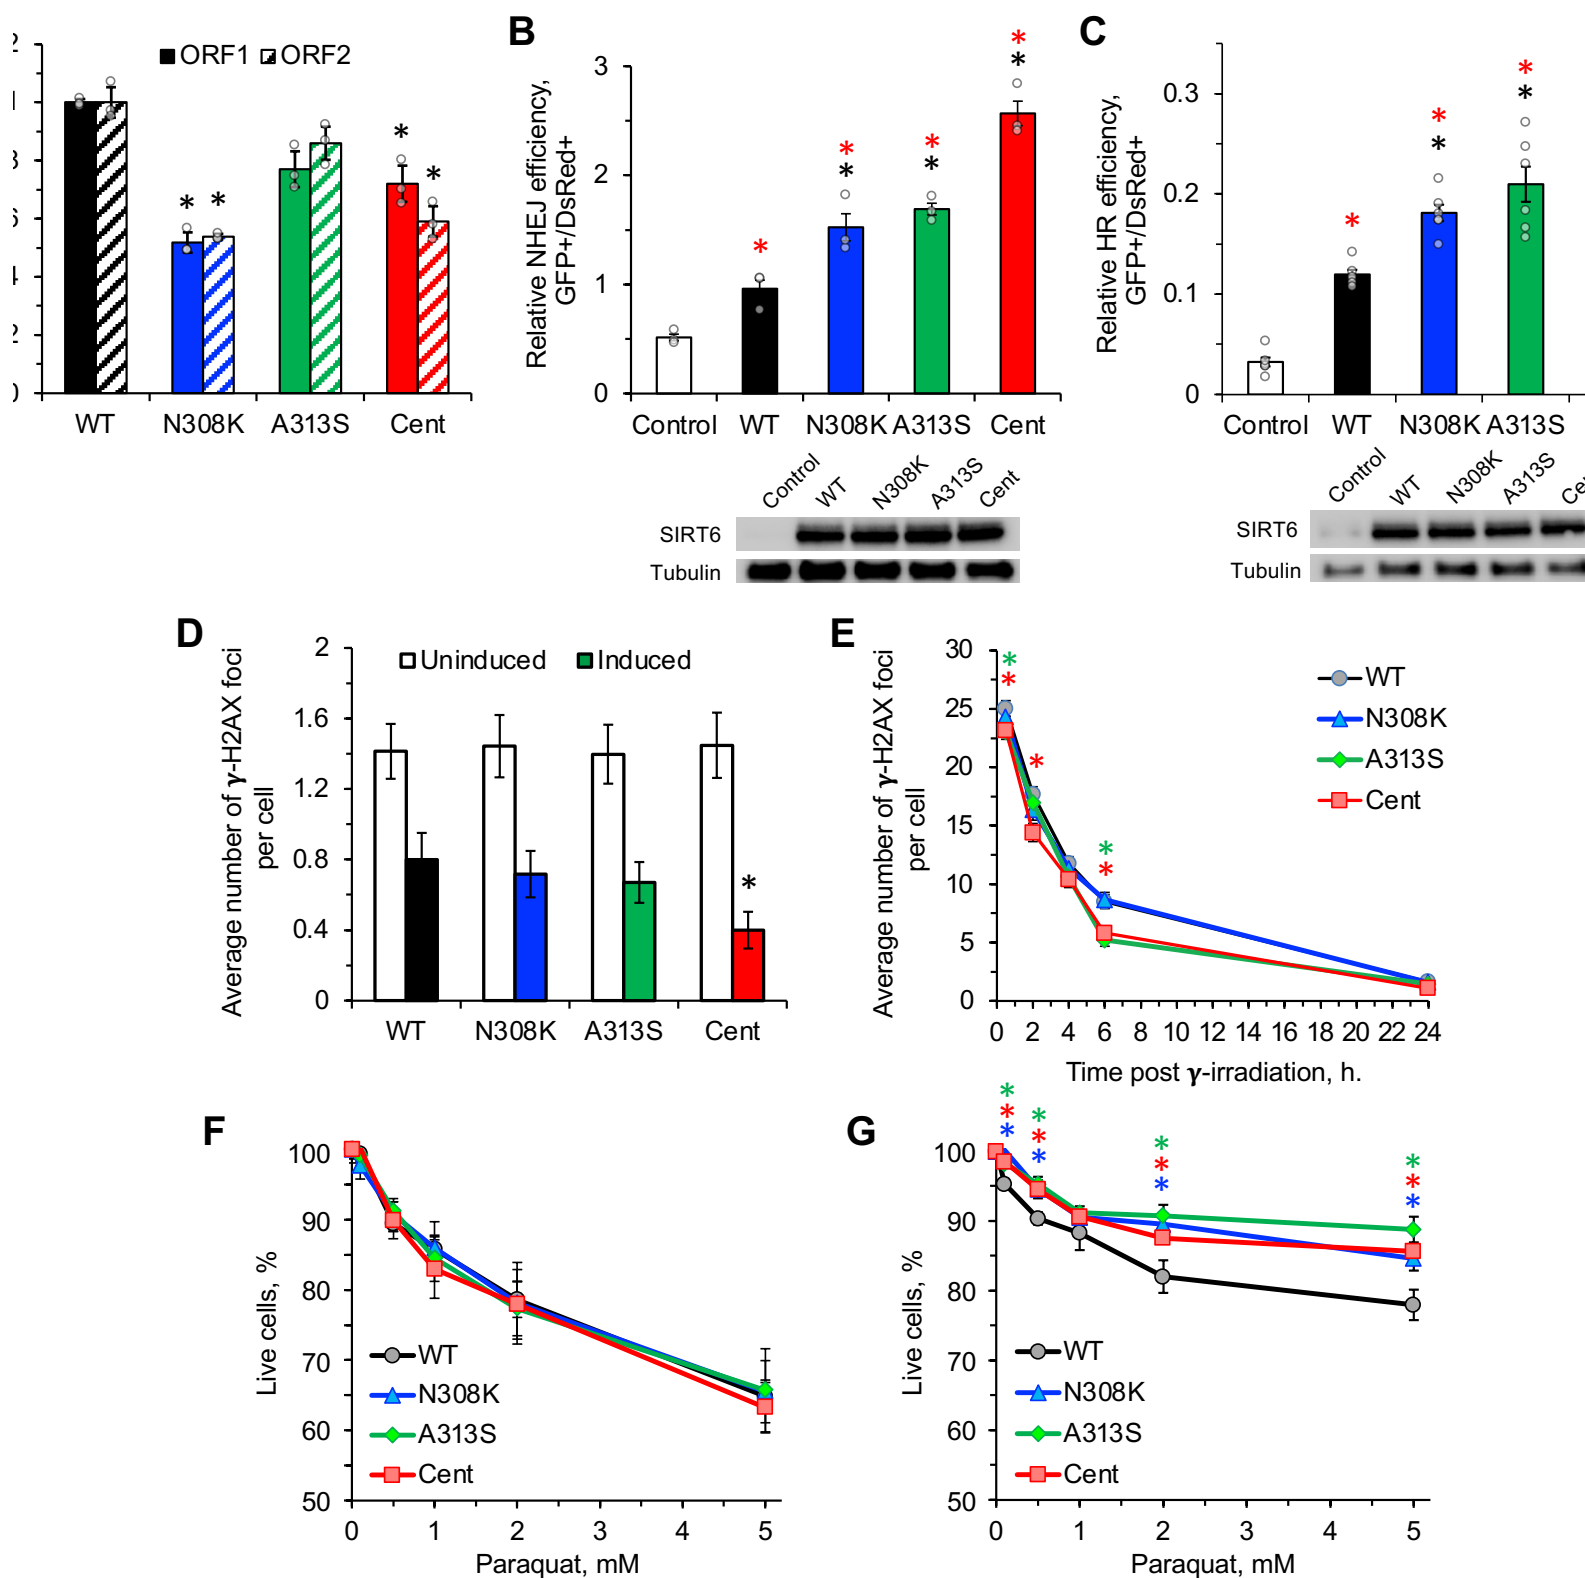 B
C
ORF1 ORF2
2
1
8
6
4
2
0
WT N308K A313S Cent
* * * *
Relative NHEJ efficiency,
GFP+/DsRed+
3
2
1
0
* * * * * * *
Control WT N308K A313S Cent
Control WT N308K A313S Cent
SIRT6
Tubulin
Relative HR efficiency,
GFP+/DsRed+
0.3
0.2
0.1
0
* * * * *
Control WT N308K A313S
Control WT N308K A313S
SIRT6
Tubulin
D
Average number of γ-H2AX foci
per cell
Uninduced Induced
2
1.6
1.2
0.8
0.4
0
*
WT N308K A313S Cent
E
Average number of γ-H2AX foci
per cell
30
25
20
15
10
5
0
* * * * *
WT
N308K
A313S
Cent
0 2 4 6 8 10 12 14 16 18 20 22 24
Time post γ-irradiation, h.
F
Live cells, %
100
90
80
70
60
50
WT
N308K
A313S
Cent
0 1 2 3 4 5
Paraquat, mM
G
Live cells, %
100
90
80
70
60
50
* * * * * * * * * * * *
WT
N308K
A313S
Cent
0 1 2 3 4 5
Paraquat, mM